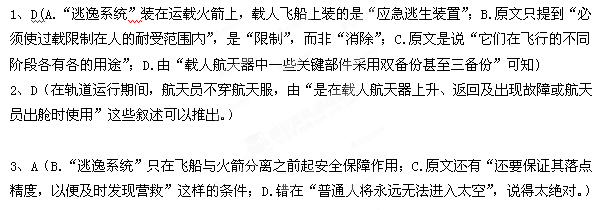 1、D(A.“逃逸系统”装在运载火箭上，载人飞船上装的是“应急逃生装置”；B.原文只提到“必
须使过载限制在人的耐受范围内”，是“限制”，而非“消除”；C.原文是说“它们在飞行的不同
阶段各有各的用途”；D.由“载人航天器中一些关键部件采用双备份甚至三备份”可知)
2、D（在轨道运行期间，航天员不穿航天服，由“是在载人航天器上升、返回及出现故障或航天
员出舱时使用”这些叙述可以推出。）
3、A（B.“逃逸系统”只在飞船与火箭分离之前起安全保障作用；C.原文还有“还要保证其落点
精度，以便及时发现营救”这样的条件；D.错在“普通人将永远无法进入太空”，说得太绝对。）